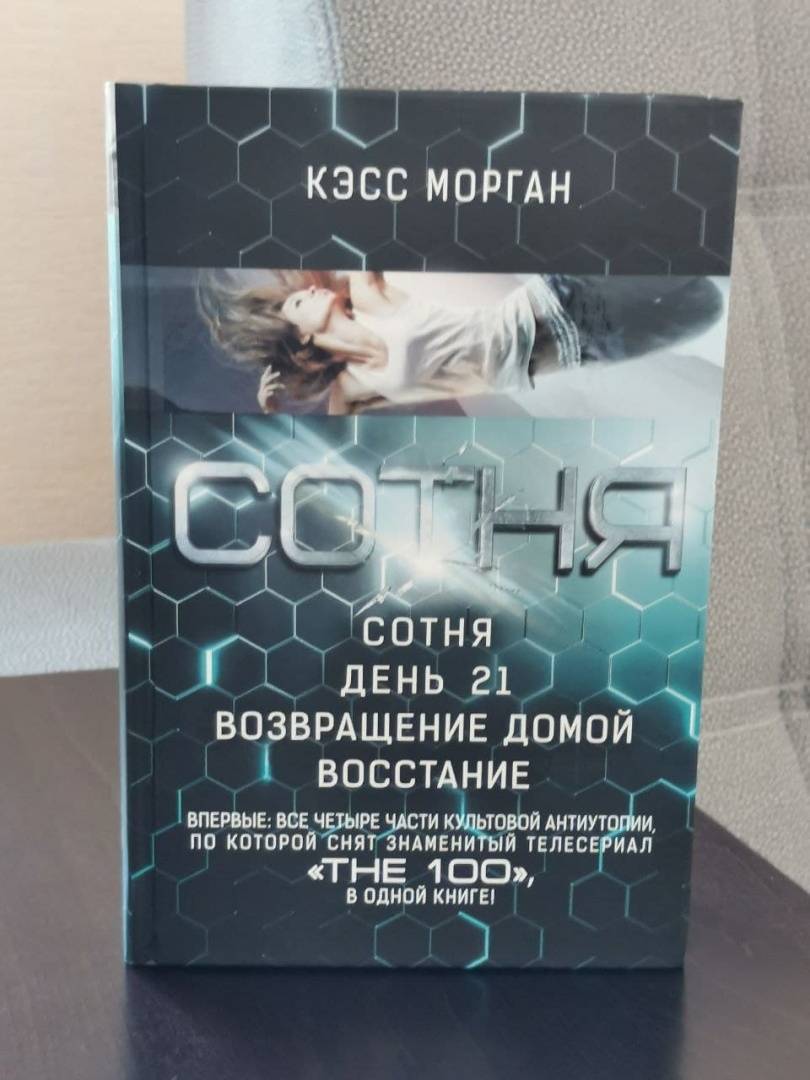 КЭСС МОРГАН
СОТНЯ
СОТНЯ
ДЕНЬ 21
ВОЗВРАЩЕНИЕ ДОМОЙ
ВОССТАНИЕ
ВПЕРВЫЕ: ВСЕ ЧЕТЫРЕ ЧАСТИ КУЛЬТОВОЙ АНТИУТОПИИ,
ПО КОТОРОЙ СНЯТ ЗНАМЕНИТЫЙ ТЕЛЕСЕРИАЛ
«THE 100»,
В ОДНОЙ КНИГЕ!